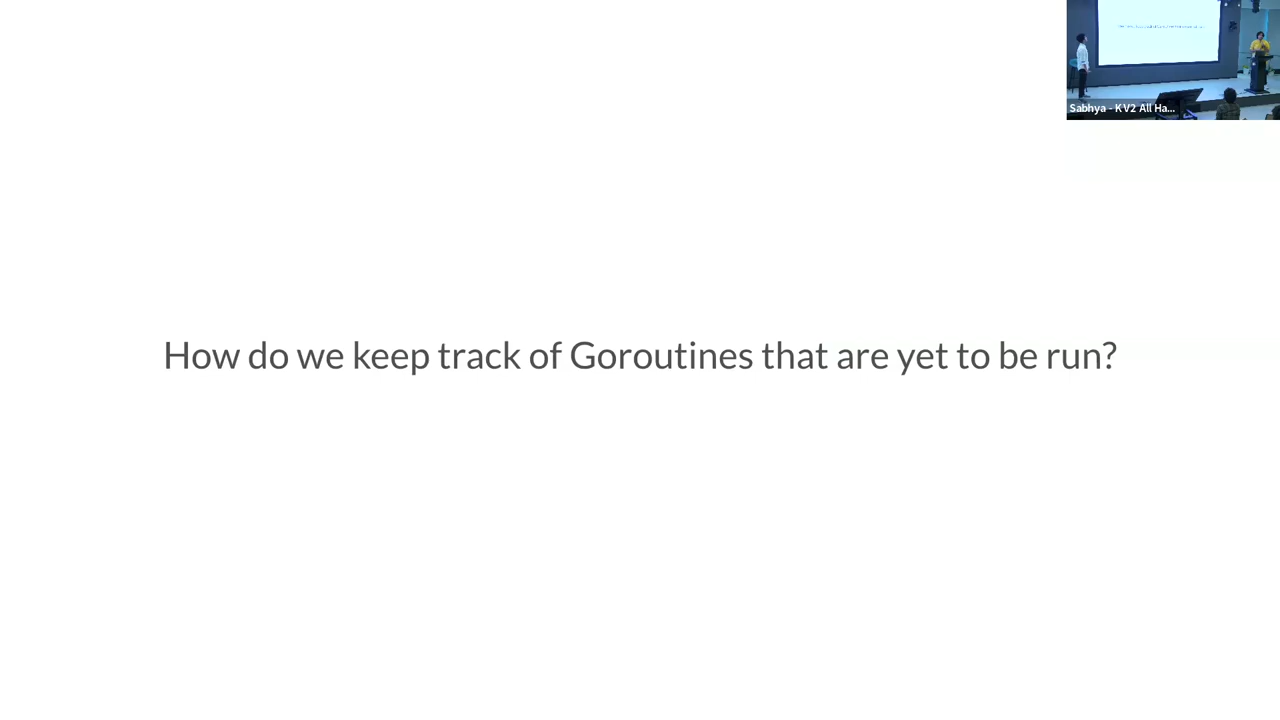 Sabhya - KV2 All Ha...
How do we keep track of Goroutines that are yet to be run?